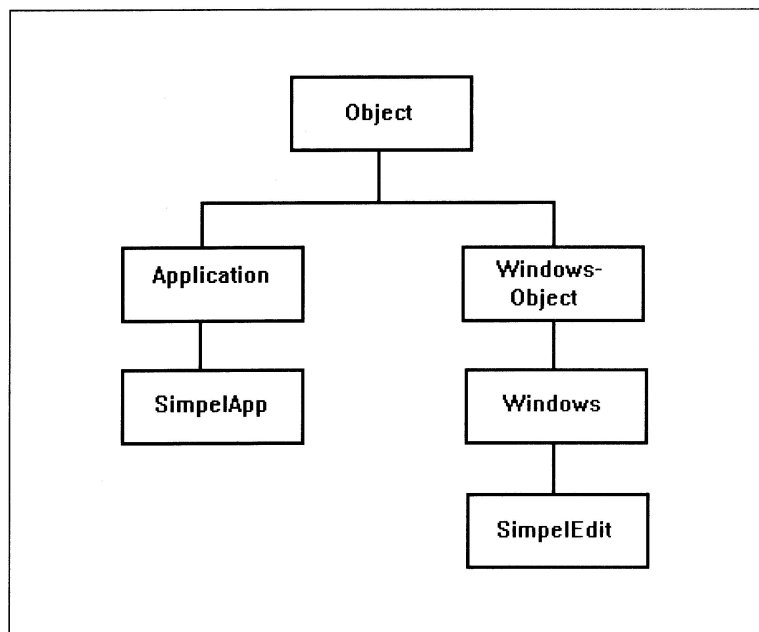 Object
Application
Windows-
Object
SimpelApp
Windows
SimpelEdit